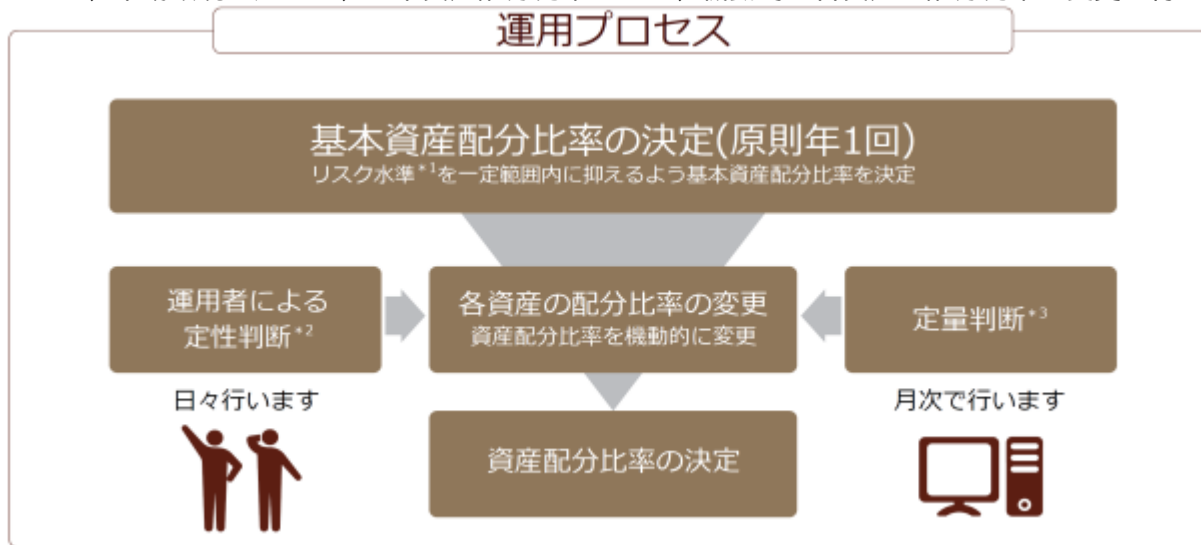 運用プロセス
基本資産配分比率の決定(原則年1回)
リスク水準*1を一定範囲内に抑えるよう基本資産配分比率を決定
運用者による
定性判断*2
各資産の配分比率の変更
資産配分比率を機動的に変更
定量判断*3
日々行います
月次で行います
資産配分比率の決定